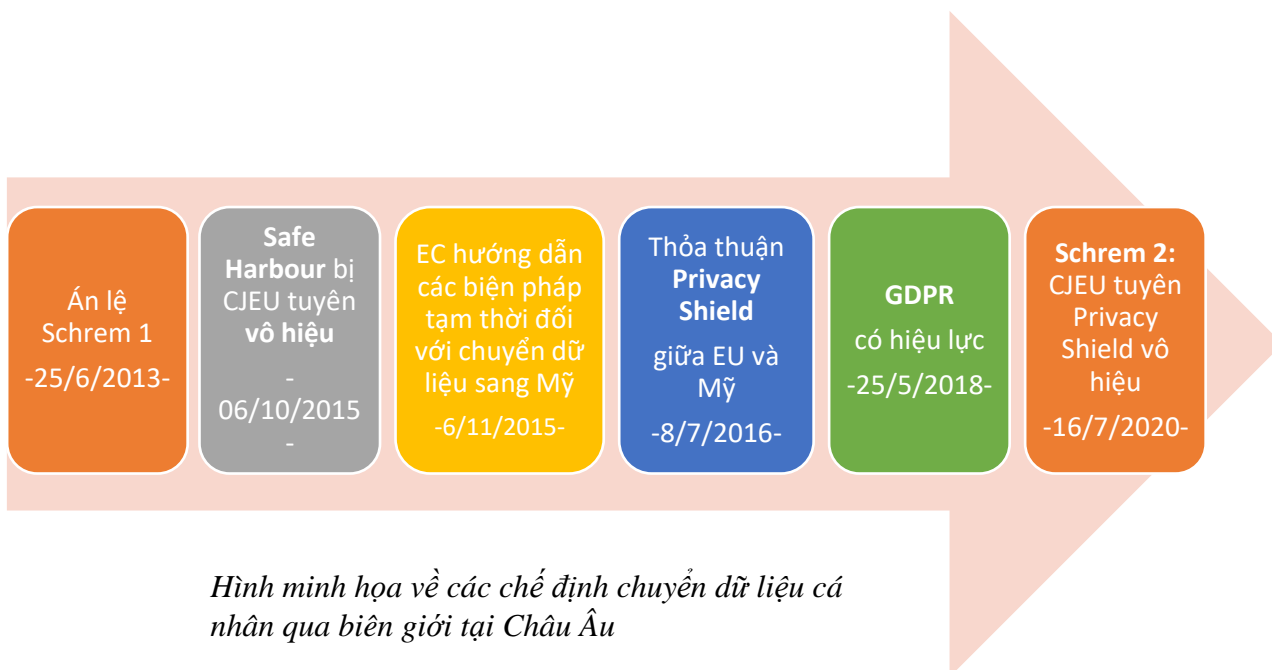 Án lệ
Schrem 1
-25/6/2013-
Safe
Harbour bị
CJEU tuyên
vô hiệu
-
06/10/2015
-
EC hướng dẫn
các biện pháp
tạm thời đối
với chuyển dữ
liệu sang Mỹ
-6/11/2015-
Thỏa thuận
Privacy
Shield
giữa EU và
Mỹ
-8/7/2016-
GDPR
có hiệu lực
-25/5/2018-
Schrem 2:
CJEU tuyên
Privacy
Shield vô
hiệu
-16/7/2020-
Hình minh họa về các chế định chuyển dữ liệu cá
nhân qua biên giới tại Châu Âu